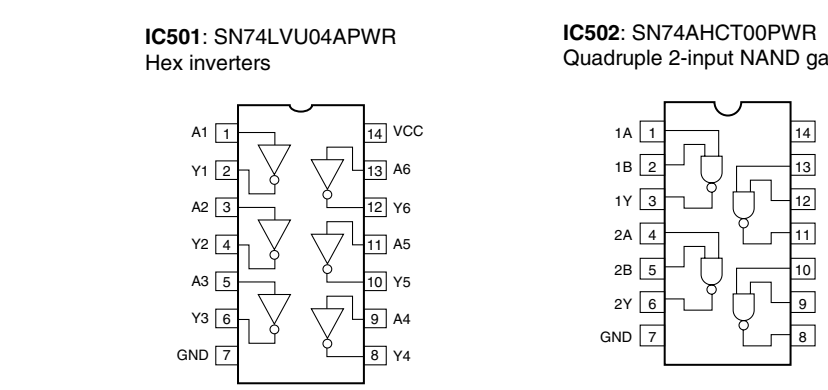 IC501: SN74LVU04APWR
Hex inverters
A1 1 14 VCC
Y1 2 13 A6
A2 3 12 Y6
Y2 4 11 A5
A3 5 10 Y5
Y3 6 9 A4
GND 7 8 Y4
IC502: SN74AHCT00PWR
Quadruple 2-input NAND ga
1A 1 14
1B 2 13
1Y 3 12
2A 4 11
2B 5 10
2Y 6 9
GND 7 8